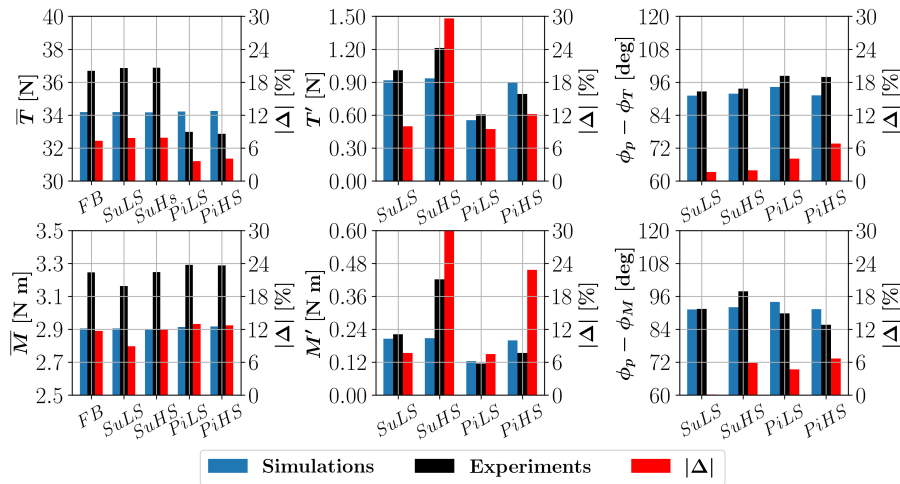 40 38 36 34 32 30
T̅ [N]
30 24 18 12 6 0
|Δ| [%]
FB SuLS SuHs PiLS PiHS
1.50 1.20 0.90 0.60 0.30 0.00
T′ [N]
30 24 18 12 6 0
|Δ| [%]
SuLS SuHS PiLS PiHS
120 108 96 84 72 60
ϕp − ϕT [deg]
30 24 18 12 6 0
|Δ| [%]
SuLS SuHS PiLS PiHS
3.5 3.3 3.1 2.9 2.7 2.5
M̅ [N m]
30 24 18 12 6 0
|Δ| [%]
FB SuLS SuHS PiLS PiHS
0.60 0.48 0.36 0.24 0.12 0.00
M′ [N m]
30 24 18 12 6 0
|Δ| [%]
SuLS SuHS PiLS PiHS
120 108 96 84 72 60
ϕp − ϕM [deg]
30 24 18 12 6 0
|Δ| [%]
SuLS SuHS PiLS PiHS
Simulations Experiments |Δ|